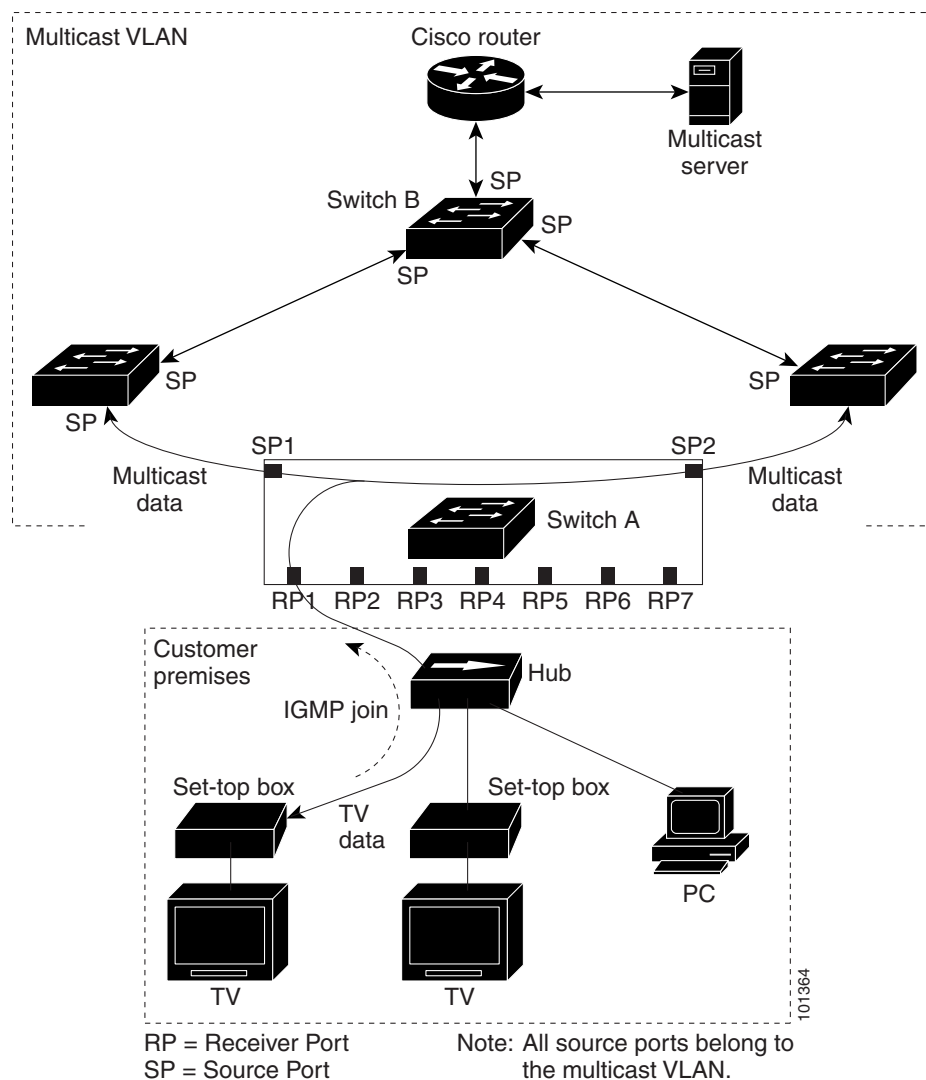 Multicast VLAN
Cisco router
Multicast
server
SP
Switch B
SP
SP
SP
SP
SP
SP1
SP2
Multicast
data
Multicast
data
Switch A
RP1 RP2 RP3 RP4 RP5 RP6 RP7
Customer
premises
Hub
IGMP join
Set-top box
Set-top box
TV
data
PC
TV
TV
101364
RP = Receiver Port
SP = Source Port
Note: All source ports belong to
the multicast VLAN.